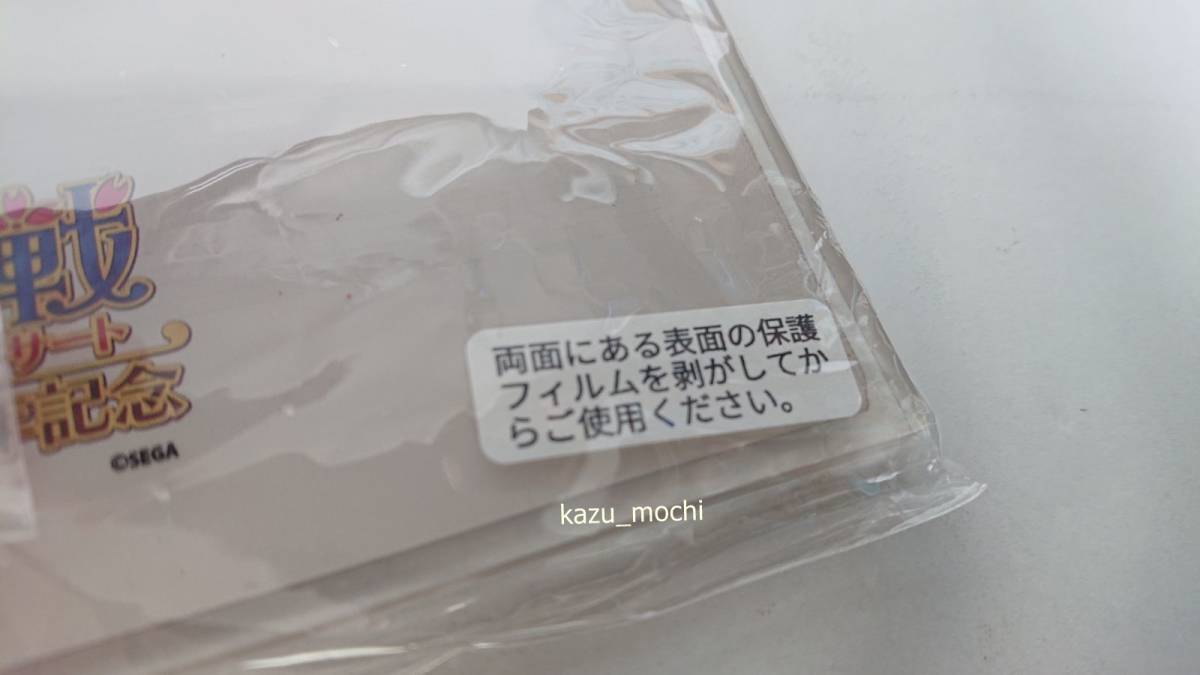 戦
サート
記念
©SEGA
両面にある表面の保護
フィルムを剥がしてか
らご使用ください。
kazu_mochi